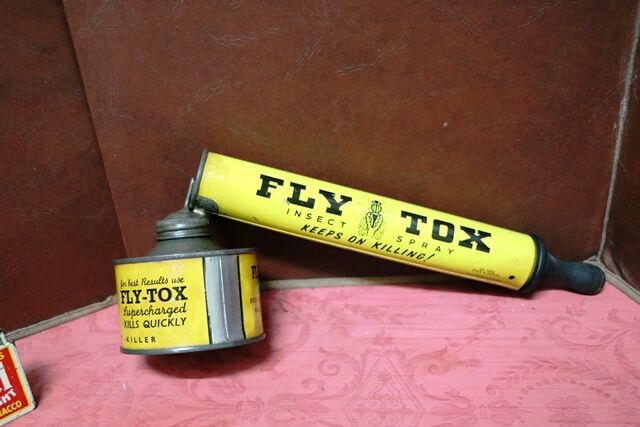 FLY TOX
INSECT SPRAY
KEEPS ON KILLING!
for best Results use
FLY-TOX
Supercharged
KILLS QUICKLY
KILLER